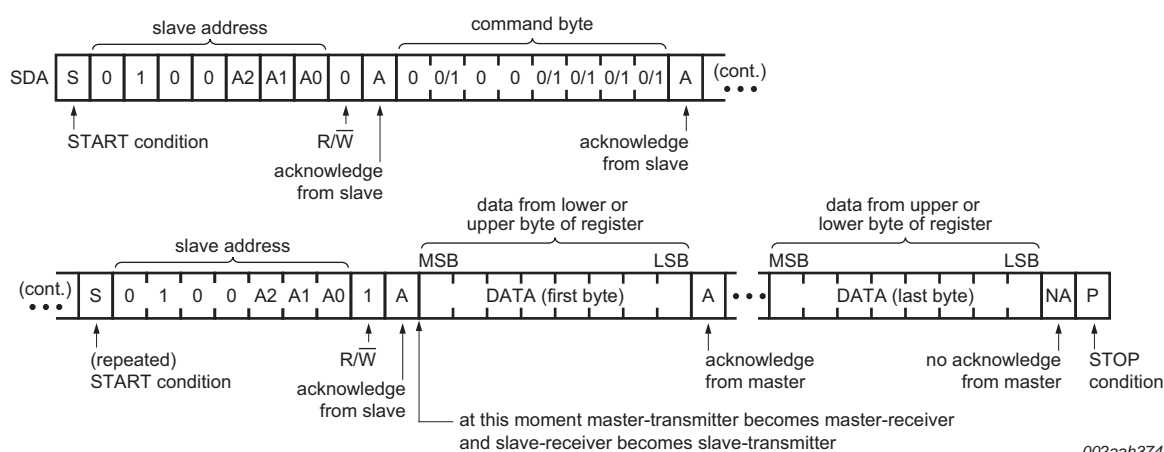 slave address
command byte
SDA S 0 1 0 0 A2 A1 A0 0 A 0 0/1 0 0 0/1 0/1 0/1 0/1 A (cont.)
START condition
R/W̅
acknowledge
from slave
acknowledge
from slave
data from lower or
upper byte of register
data from upper or
lower byte of register
slave address
MSB LSB MSB LSB
(cont.) S 0 1 0 0 A2 A1 A0 1 A DATA (first byte) A DATA (last byte) NA P
(repeated)
START condition
R/W̅
acknowledge
from slave
acknowledge
from master
no acknowledge
from master
STOP
condition
at this moment master-transmitter becomes master-receiver
and slave-receiver becomes slave-transmitter
002aah374